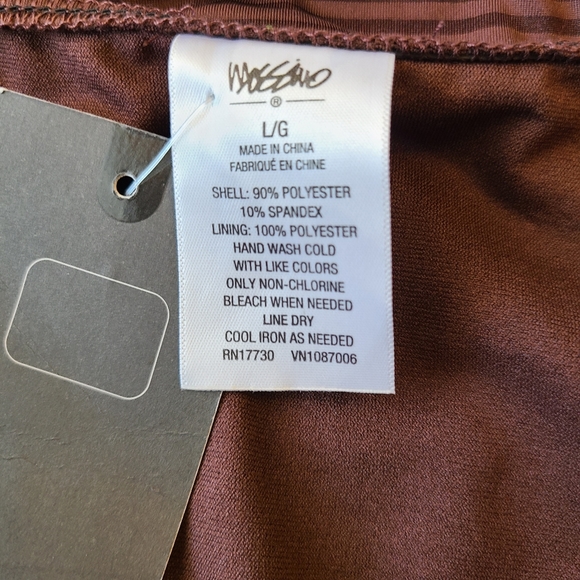 mossimo
®
L/G
MADE IN CHINA
FABRIQUÉ EN CHINE
SHELL: 90% POLYESTER
10% SPANDEX
LINING: 100% POLYESTER
HAND WASH COLD
WITH LIKE COLORS
ONLY NON-CHLORINE
BLEACH WHEN NEEDED
LINE DRY
COOL IRON AS NEEDED
RN17730 VN1087006